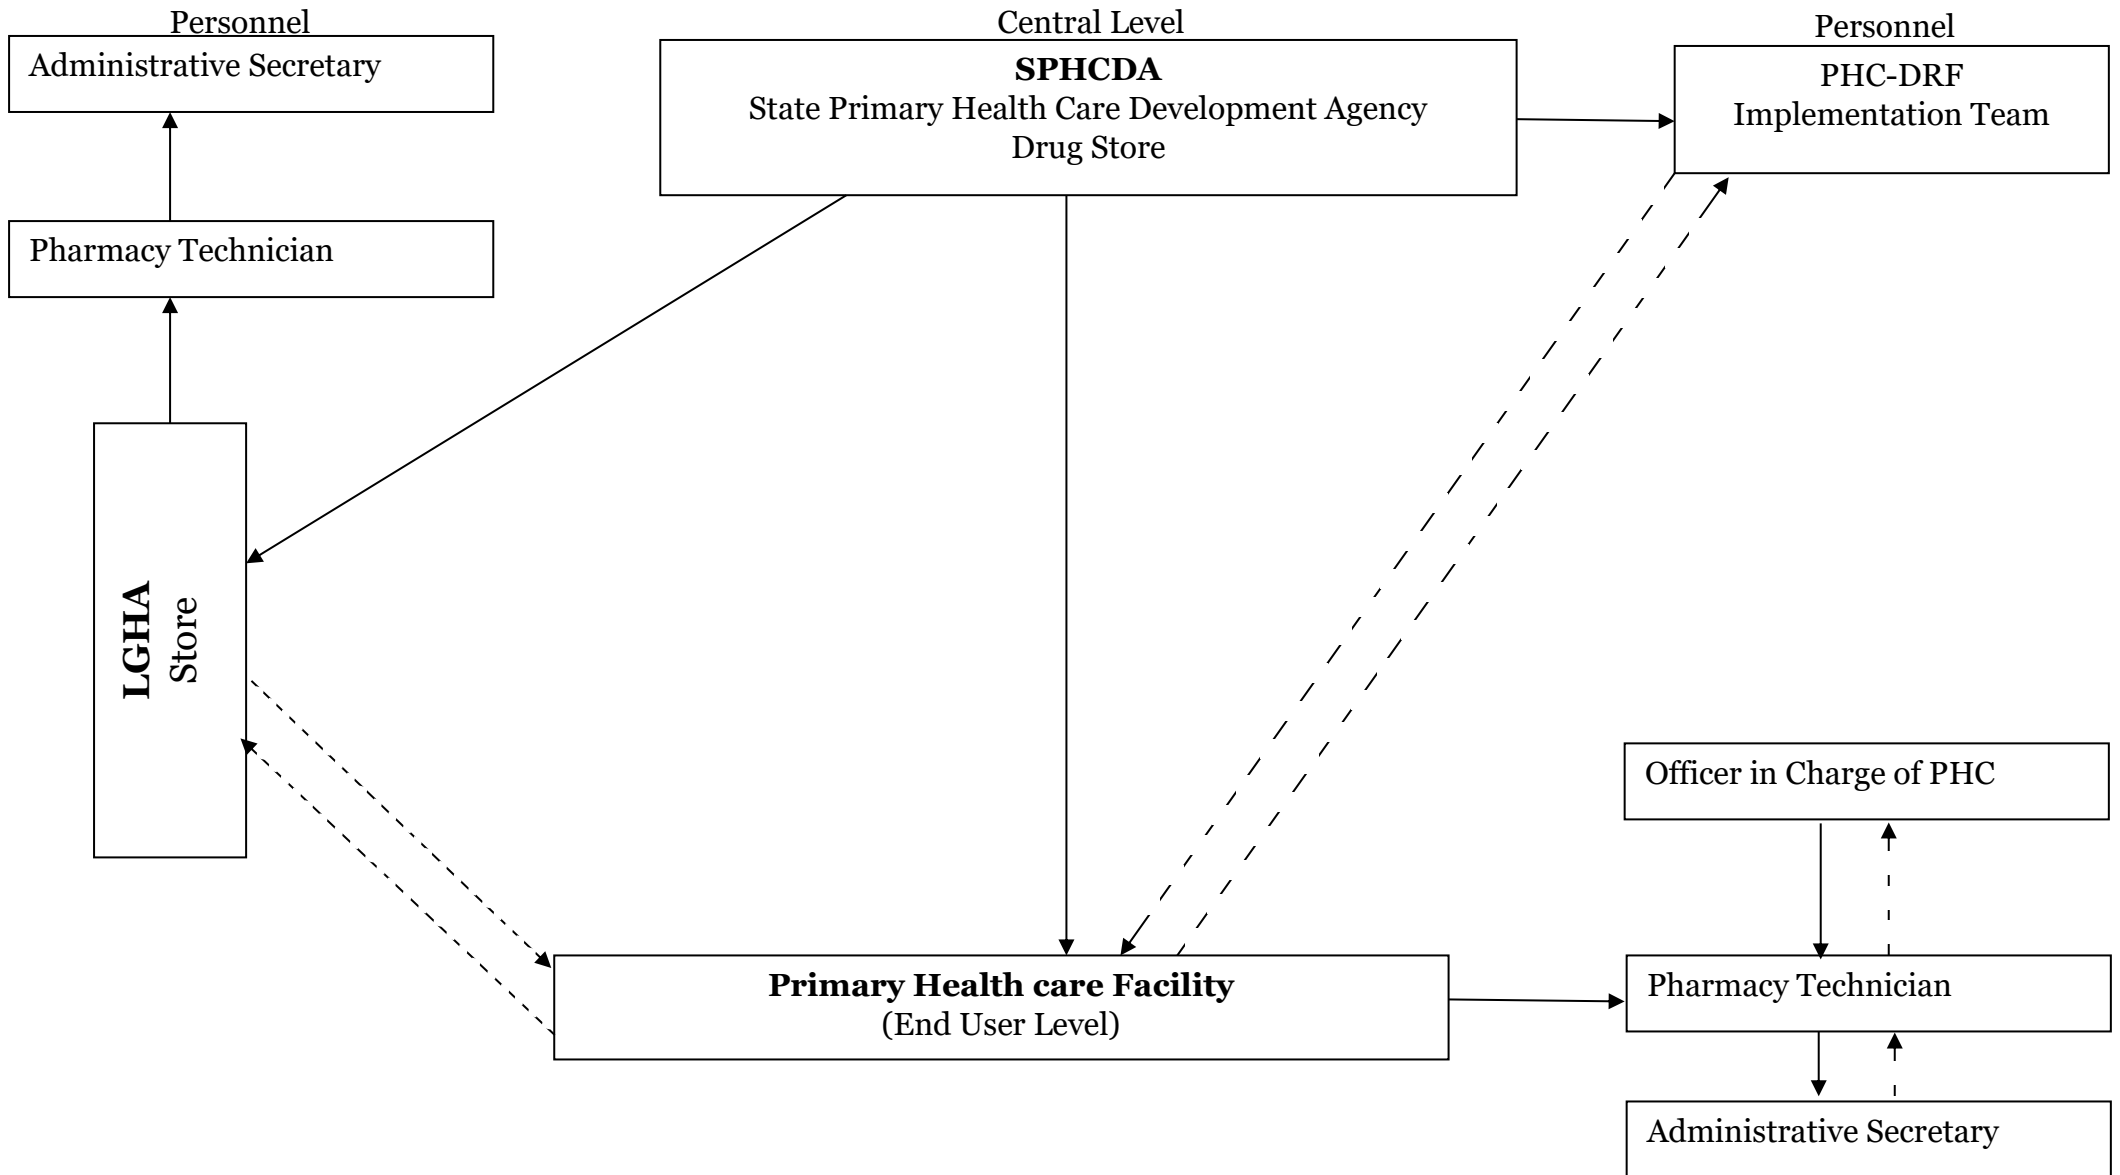 Personnel
Administrative Secretary
Pharmacy Technician
LGHA
Store
Central Level
SPHCDA
State Primary Health Care Development Agency
Drug Store
Personnel
PHC-DRF
Implementation Team
Primary Health care Facility
(End User Level)
Officer in Charge of PHC
Pharmacy Technician
Administrative Secretary